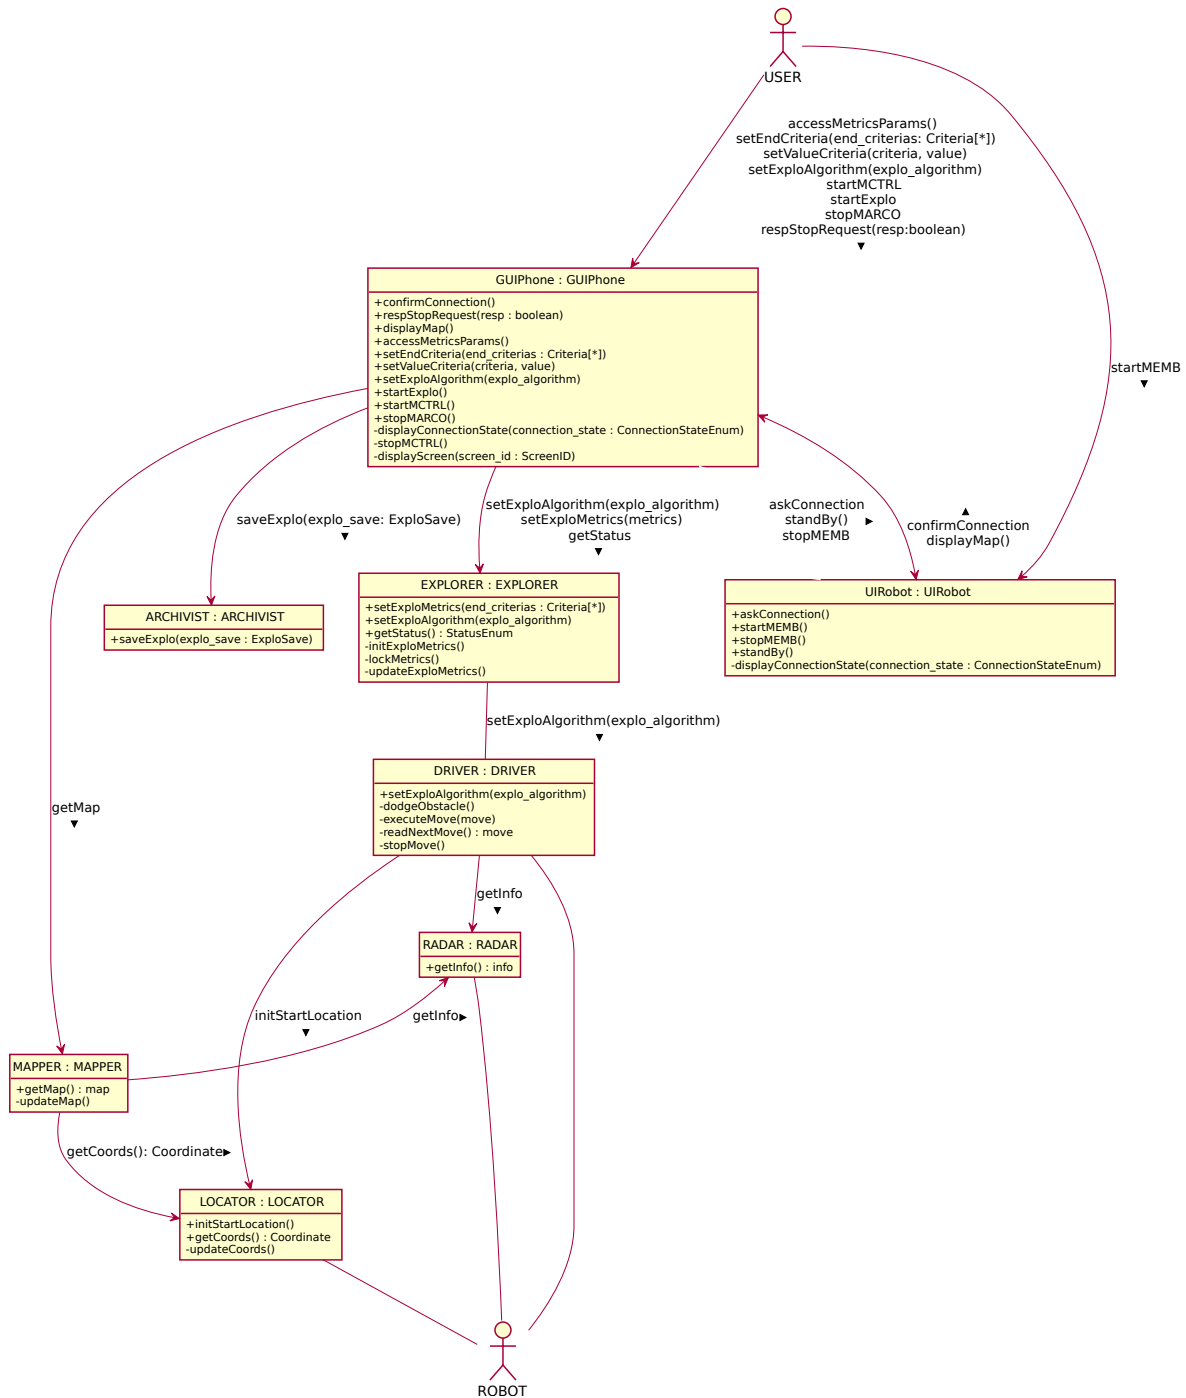 USER
accessMetricsParams()
setEndCriteria(end_criterias: Criteria[*])
setValueCriteria(criteria, value)
setExploAlgorithm(explo_algorithm)
startMCTRL
startExplo
stopMARCO
respStopRequest(resp:boolean)
▼
GUIPhone : GUIPhone
+confirmConnection()
+respStopRequest(resp : boolean)
+displayMap()
+accessMetricsParams()
+setEndCriteria(end_criterias : Criteria[*])
+setValueCriteria(criteria, value)
+setExploAlgorithm(explo_algorithm)
+startExplo()
+startMCTRL()
+stopMARCO()
-displayConnectionState(connection_state : ConnectionStateEnum)
-stopMCTRL()
-displayScreen(screen_id : ScreenID)
startMEMB
▼
saveExplo(explo_save: ExploSave)
▼
setExploAlgorithm(explo_algorithm)
setExploMetrics(metrics)
getStatus
▼
askConnection
standBy() ▶
stopMEMB
▲
confirmConnection
displayMap()
ARCHIVIST : ARCHIVIST
+saveExplo(explo_save : ExploSave)
EXPLORER : EXPLORER
+setExploMetrics(end_criterias : Criteria[*])
+setExploAlgorithm(explo_algorithm)
+getStatus() : StatusEnum
-initExploMetrics()
-lockMetrics()
-updateExploMetrics()
UIRobot : UIRobot
+askConnection()
+startMEMB()
+stopMEMB()
+standBy()
-displayConnectionState(connection_state : ConnectionStateEnum)
setExploAlgorithm(explo_algorithm)
▼
DRIVER : DRIVER
+setExploAlgorithm(explo_algorithm)
-dodgeObstacle()
-executeMove(move)
-readNextMove() : move
-stopMove()
getMap
▼
getInfo
▼
RADAR : RADAR
+getInfo() : info
initStartLocation
▼
getInfo▶
MAPPER : MAPPER
+getMap() : map
-updateMap()
getCoords(): Coordinate▶
LOCATOR : LOCATOR
+initStartLocation()
+getCoords() : Coordinate
-updateCoords()
ROBOT